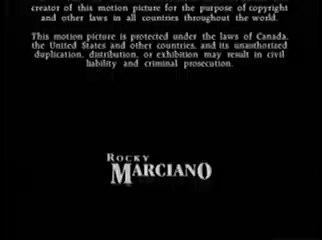 creator of this motion picture for the purpose of copyright
and other laws in all countries throughout the world.
This motion picture is protected under the laws of Canada,
the United States and other countries, and its unauthorized
duplication, distribution, or exhibition may result in civil
liability and criminal prosecution.
ROCKY
MARCIANO